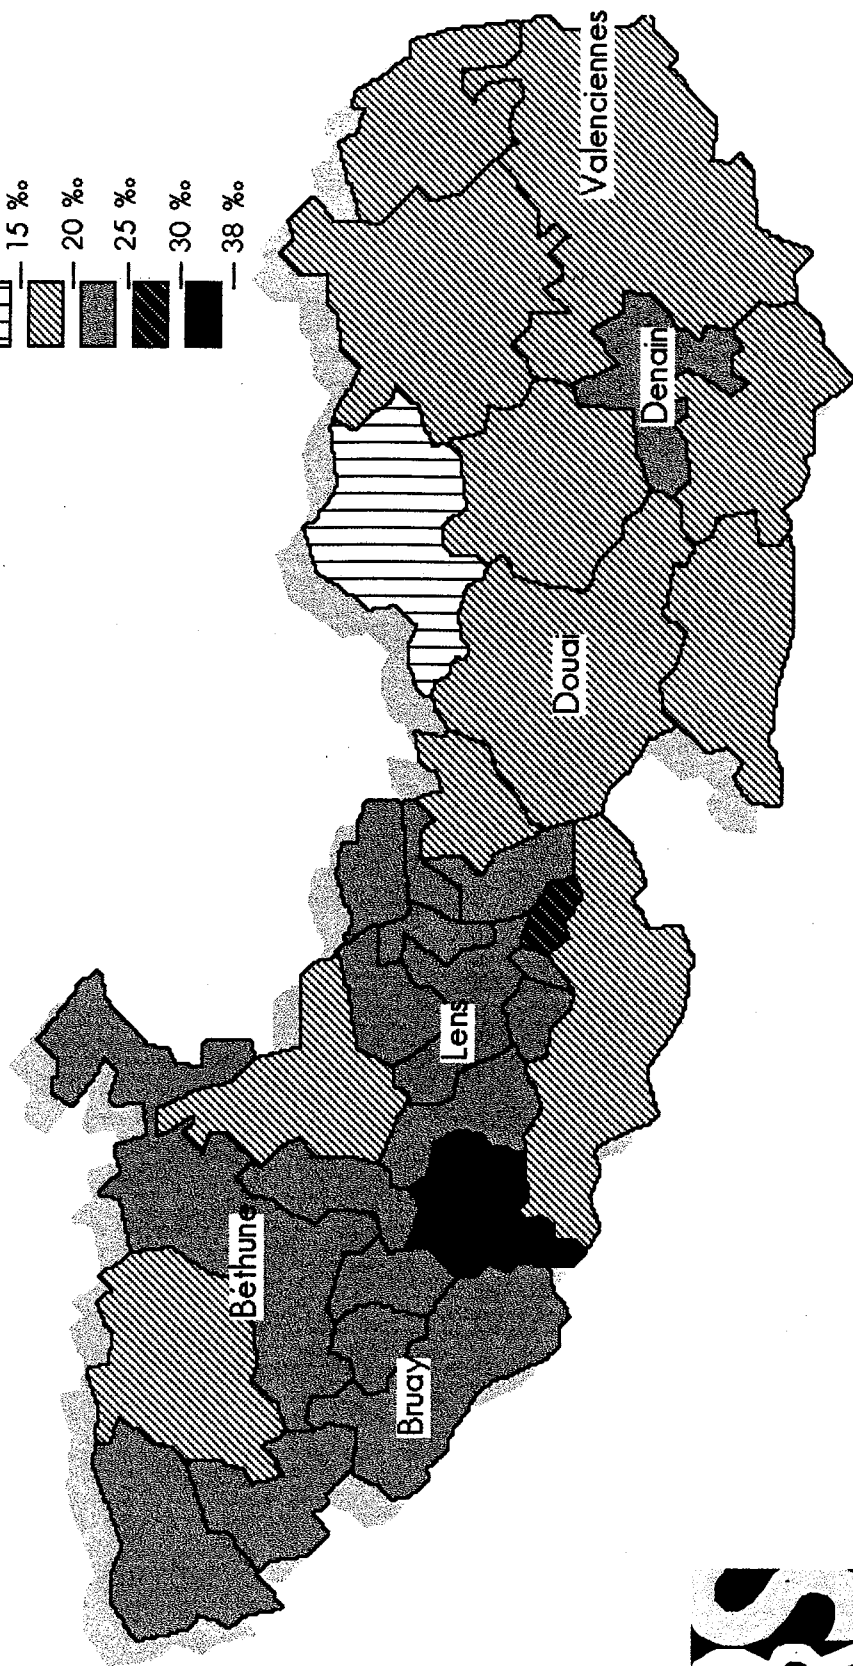 15 ‰
20 ‰
25 ‰
30 ‰
38 ‰
Valenciennes
Denain
Douai
Lens
Béthune
Bruay